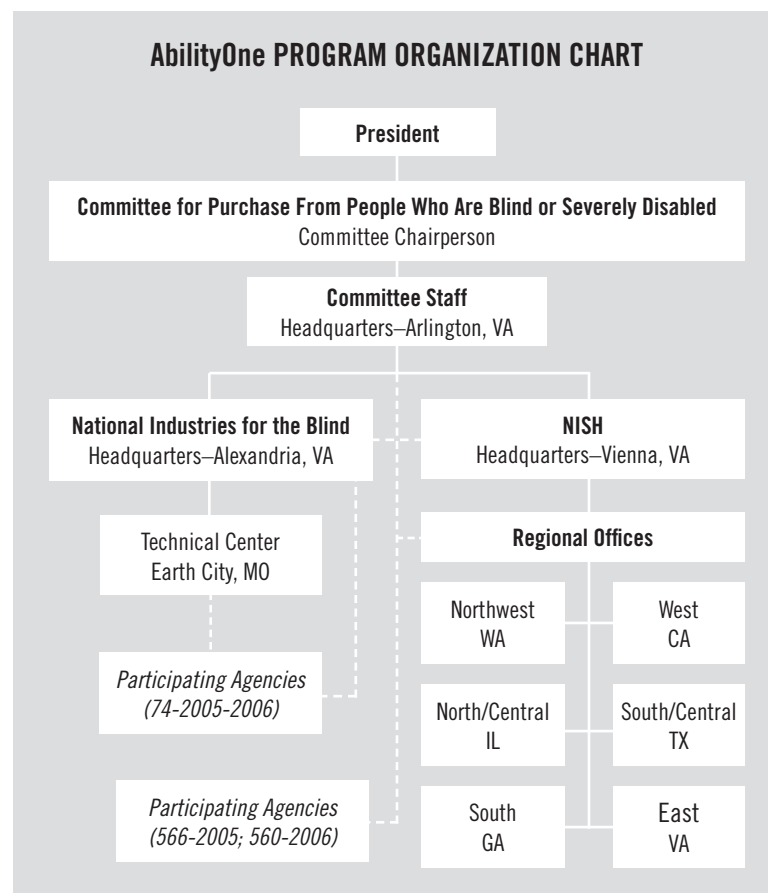 AbilityOne PROGRAM ORGANIZATION CHART
President
Committee for Purchase From People Who Are Blind or Severely Disabled
Committee Chairperson
Committee Staff
Headquarters–Arlington, VA
National Industries for the Blind
Headquarters–Alexandria, VA
NISH
Headquarters–Vienna, VA
Technical Center
Earth City, MO
Regional Offices
Northwest
WA
West
CA
Participating Agencies
(74-2005-2006)
North/Central
IL
South/Central
TX
Participating Agencies
(566-2005; 560-2006)
South
GA
East
VA